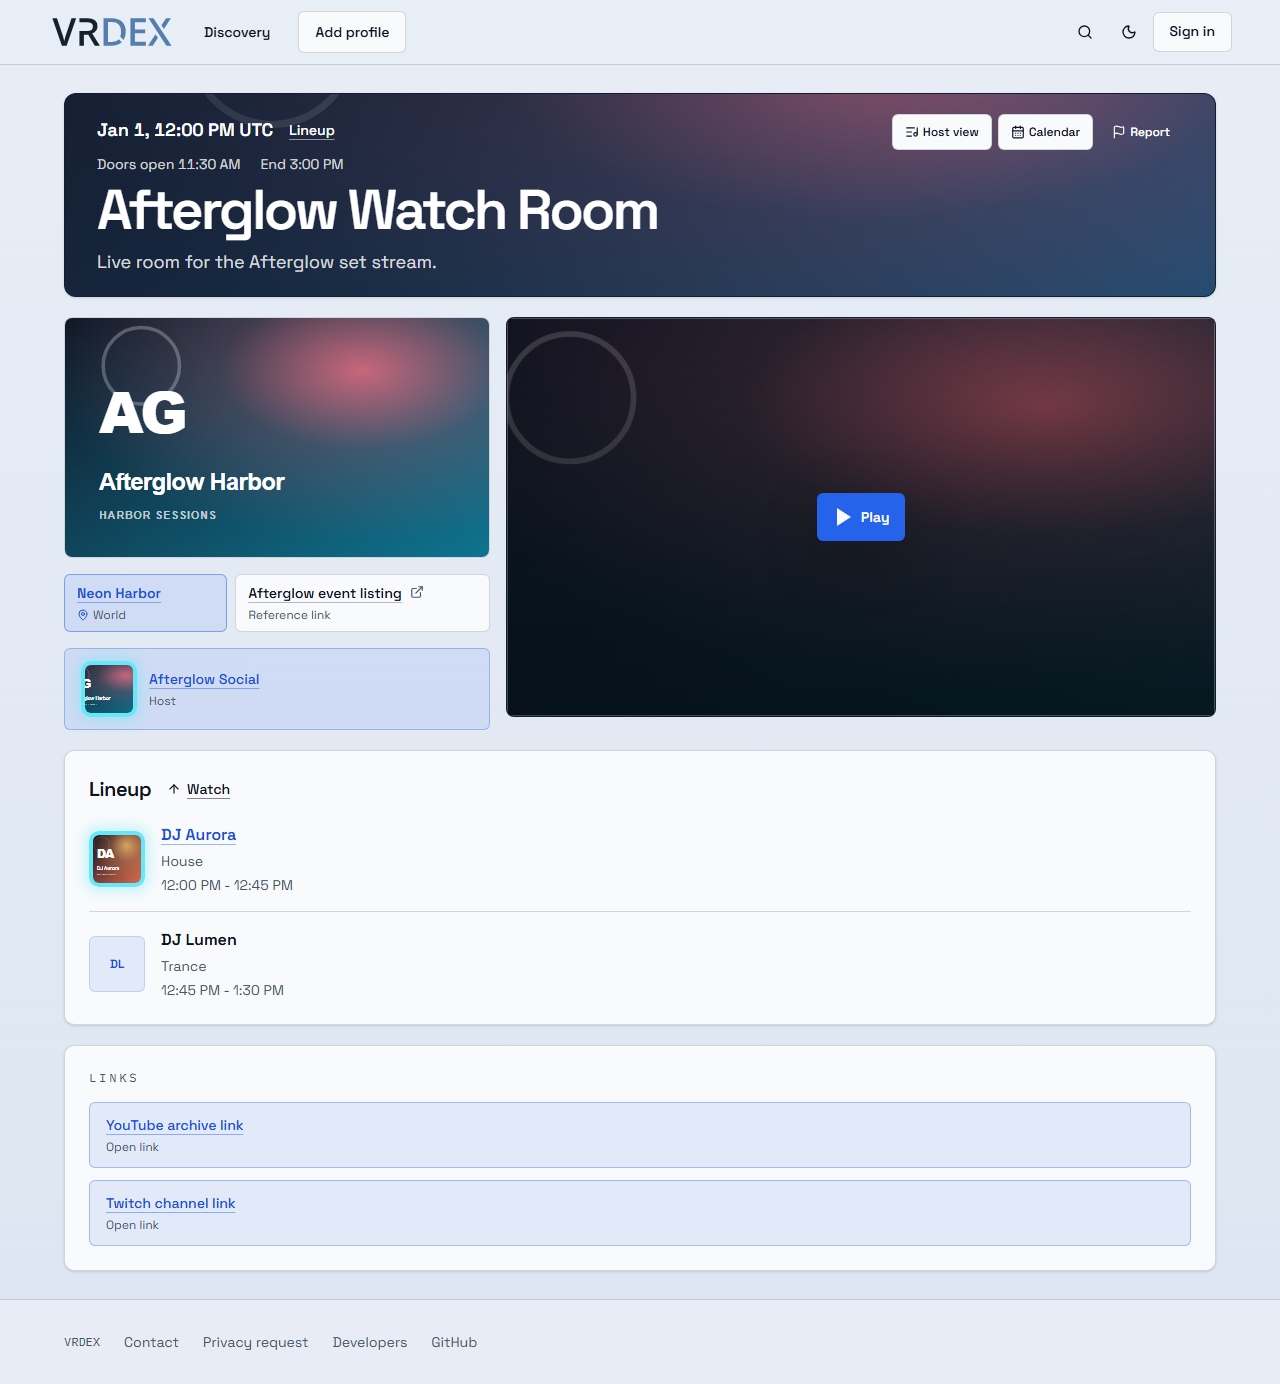 VRDEX
Discovery
Add profile
Sign in
Jan 1, 12:00 PM UTC
Lineup
Host view
Calendar
Report
Doors open 11:30 AM
End 3:00 PM
Afterglow Watch Room
Live room for the Afterglow set stream.
AG
Afterglow Harbor
HARBOR SESSIONS
Play
Neon Harbor
World
Afterglow event listing
Reference link
Afterglow Social
Host
Lineup
Watch
DA
DJ Aurora
DJ Aurora
House
12:00 PM - 12:45 PM
DL
DJ Lumen
Trance
12:45 PM - 1:30 PM
LINKS
YouTube archive link
Open link
Twitch channel link
Open link
VRDEX
Contact
Privacy request
Developers
GitHub